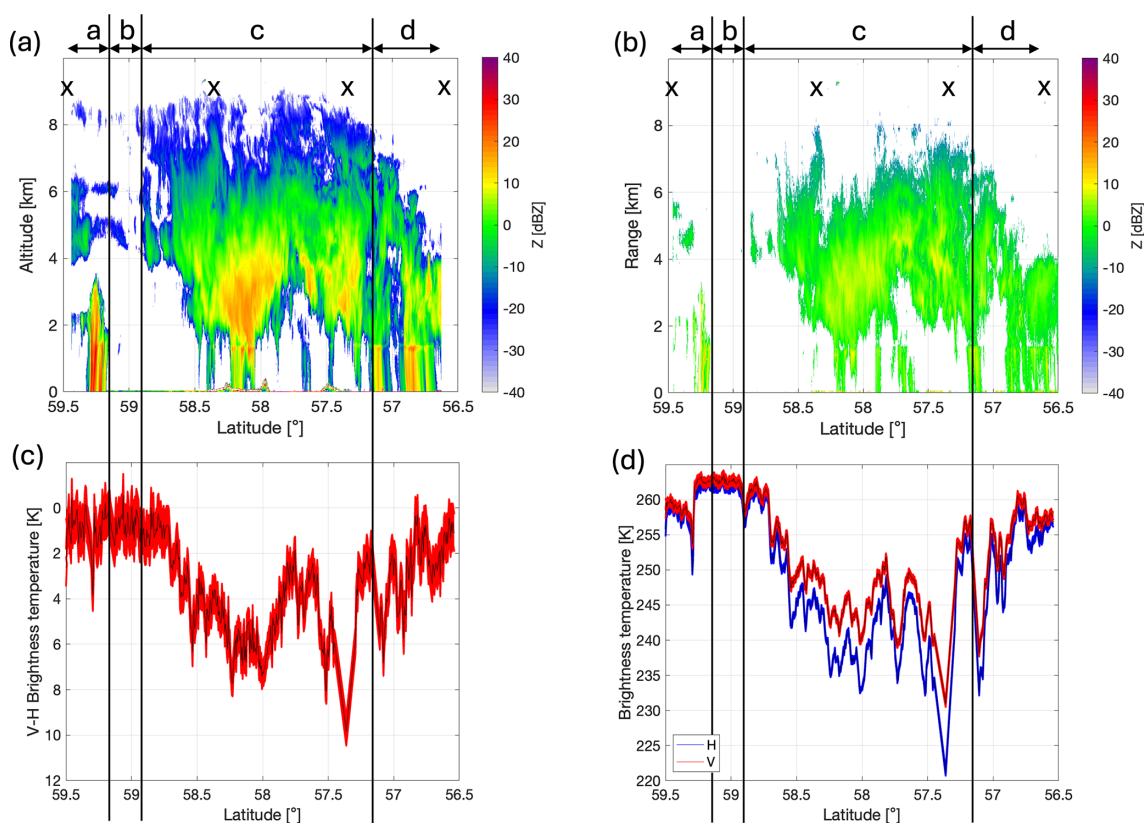 a b c d
(a)
x x x x
40
30
20
10
0
-10
-20
-30
-40
Z [dBZ]
8
6
4
2
0
Altitude [km]
59.5 59 58.5 58 57.5 57 56.5
Latitude [°]
a b c d
(b)
x x x x
40
30
20
10
0
-10
-20
-30
-40
Z [dBZ]
8
6
4
2
0
Range [km]
59.5 59 58.5 58 57.5 57 56.5
Latitude [°]
(c)
0
2
4
6
8
10
12
V-H Brightness temperature [K]
59.5 59 58.5 58 57.5 57 56.5
Latitude [°]
(d)
260
255
250
245
240
235
230
225
220
Brightness temperature [K]
H
V
59.5 59 58.5 58 57.5 57 56.5
Latitude [°]